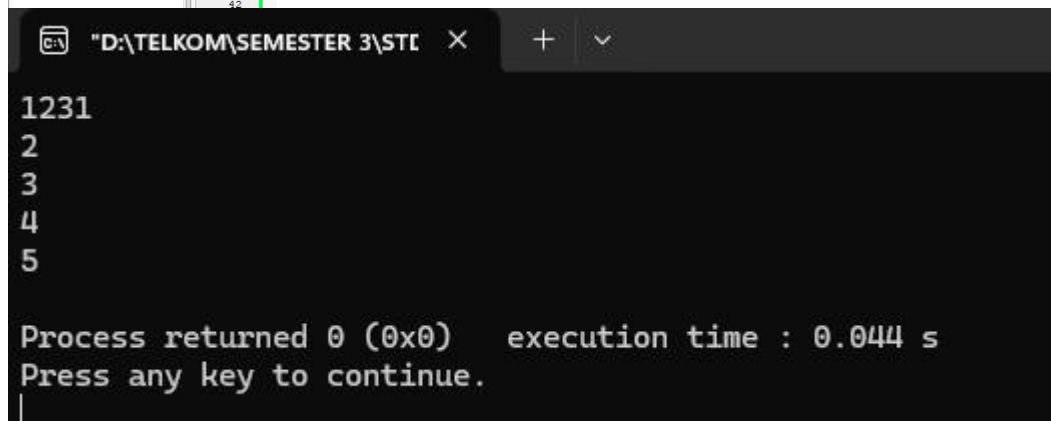 42
"D:\TELKOM\SEMESTER 3\STD
1231
2
3
4
5
Process returned 0 (0x0)   execution time : 0.044 s
Press any key to continue.